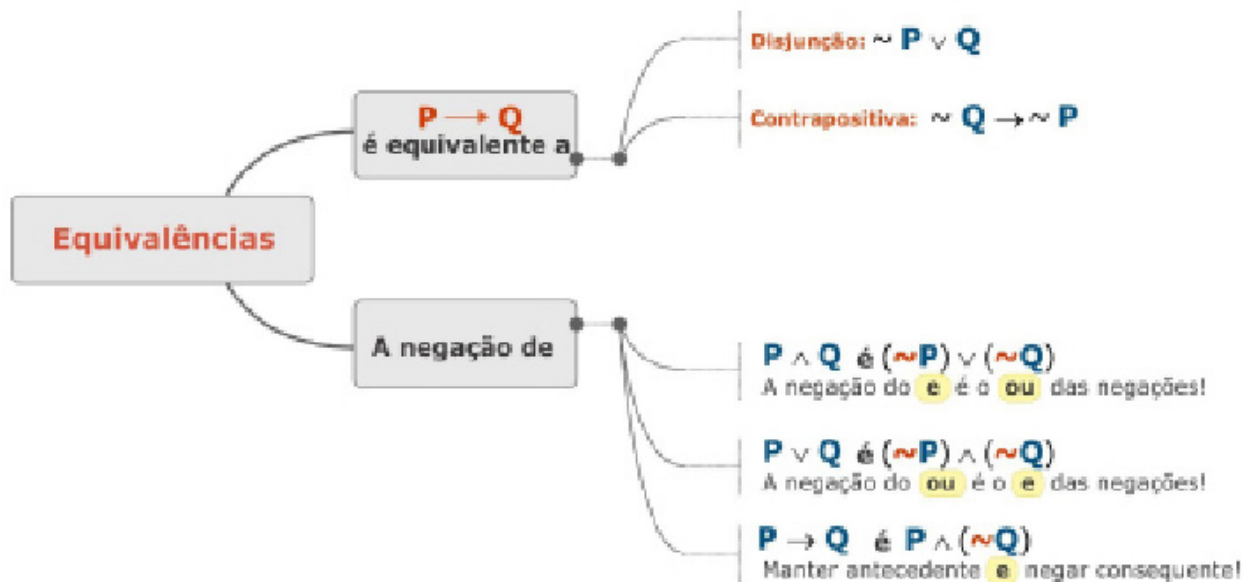 Equivalências
P → Q
é equivalente a
Disjunção: ~ P ∨ Q
Contrapositiva: ~ Q → ~ P
A negação de
P ∧ Q é (~P) ∨ (~Q)
A negação do e é o ou das negações!
P ∨ Q é (~P) ∧ (~Q)
A negação do ou é o e das negações!
P → Q é P ∧ (~Q)
Manter antecedente e negar consequente!